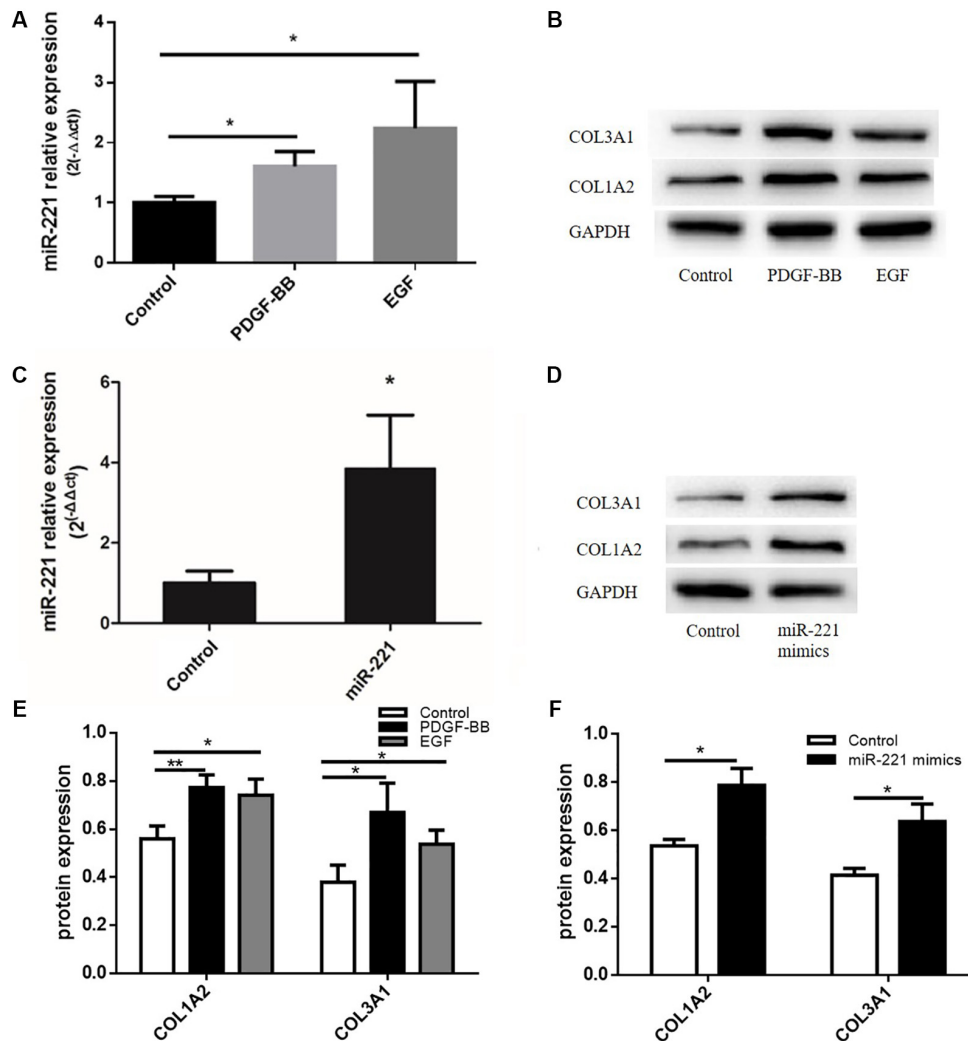 A
miR-221 relative expression
(2(-ΔΔct))
4
3
2
1
0
*
*
Control
PDGF-BB
EGF
B
COL3A1
COL1A2
GAPDH
Control PDGF-BB EGF
C
miR-221 relative expression
(2(-ΔΔct))
6
4
2
0
*
Control
miR-221
D
COL3A1
COL1A2
GAPDH
Control miR-221
mimics
E
protein expression
1.0
0.8
0.6
0.4
0.2
0.0
Control
PDGF-BB
EGF
*
**
*
*
COL1A2
COL3A1
F
protein expression
1.0
0.8
0.6
0.4
0.2
0.0
Control
miR-221 mimics
*
*
COL1A2
COL3A1